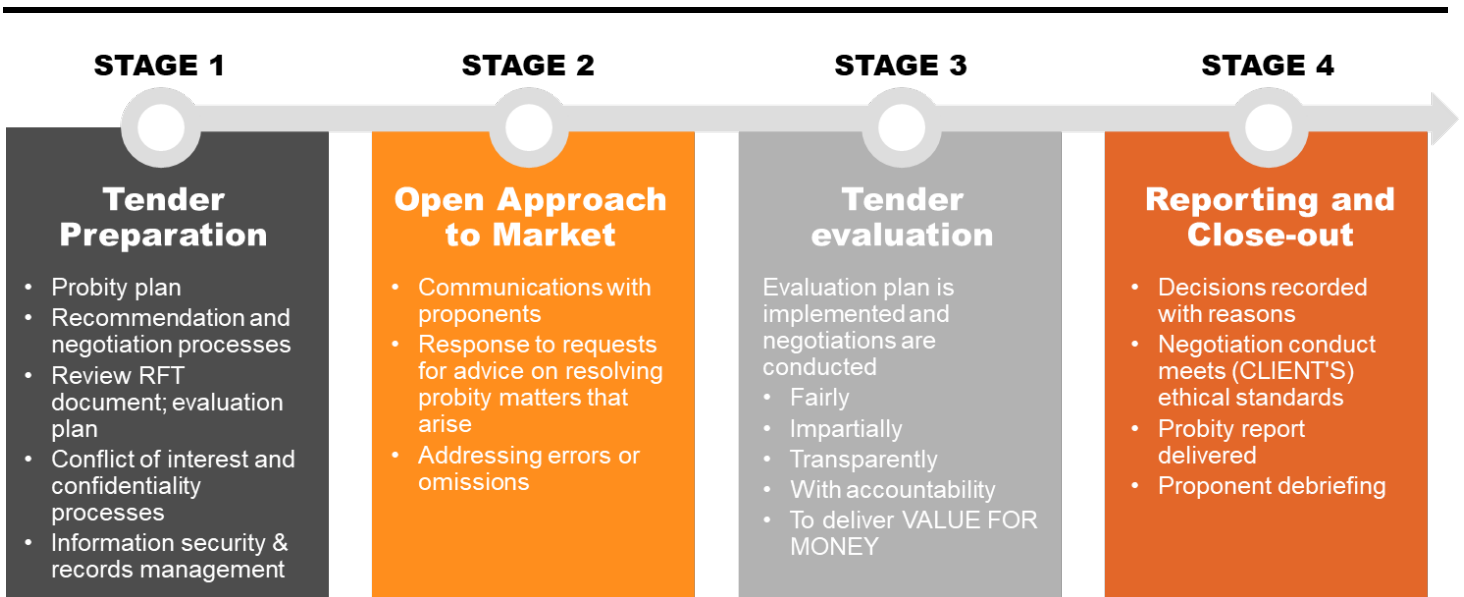 STAGE 1
Tender
Preparation
• Probity plan
• Recommendation and
negotiation processes
• Review RFT
document; evaluation
plan
• Conflict of interest and
confidentiality
processes
• Information security &
records management
STAGE 2
Open Approach
to Market
• Communications with
proponents
• Response to requests
for advice on resolving
probity matters that
arise
• Addressing errors or
omissions
STAGE 3
Tender
evaluation
Evaluation plan is
implemented and
negotiations are
conducted
• Fairly
• Impartially
• Transparently
• With accountability
• To deliver VALUE FOR
MONEY
STAGE 4
Reporting and
Close-out
• Decisions recorded
with reasons
• Negotiation conduct
meets (CLIENT'S)
ethical standards
• Probity report
delivered
• Proponent debriefing